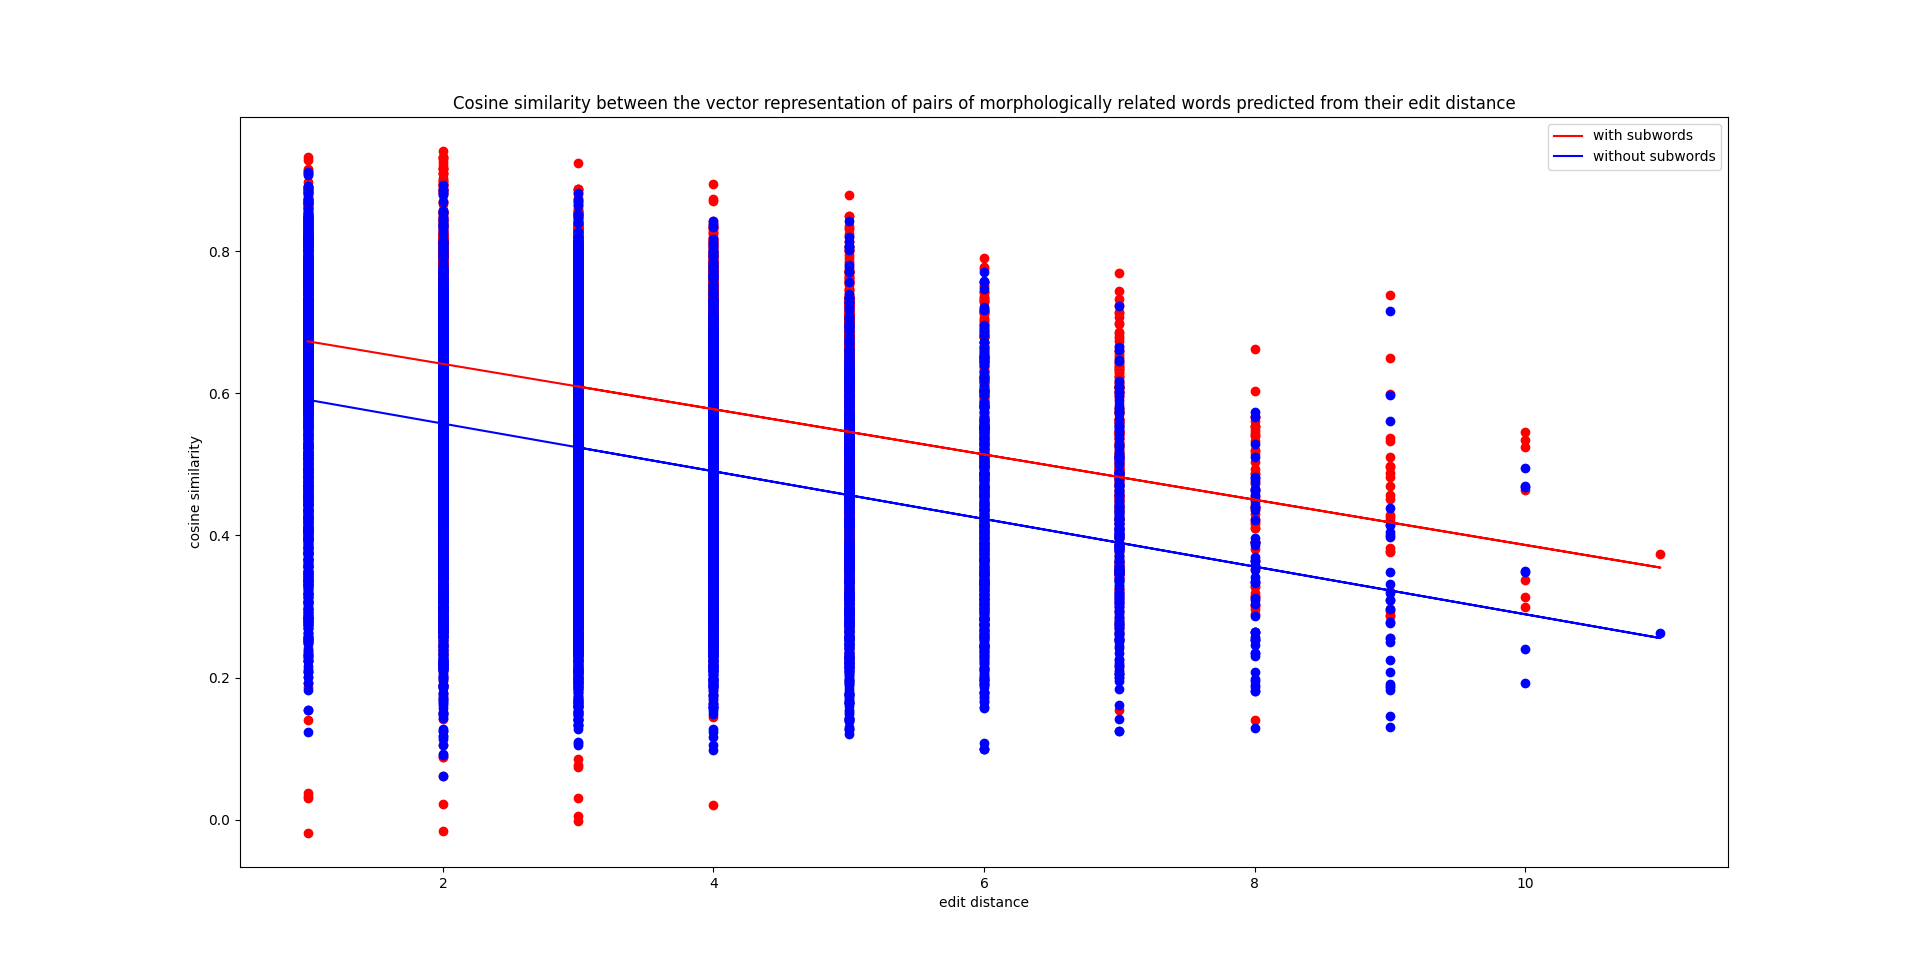 Cosine similarity between the vector representation of pairs of morphologically related words predicted from their edit distance
with subwords
without subwords
0.8
0.6
0.4
0.2
0.0
cosine similarity
2
4
6
8
10
edit distance